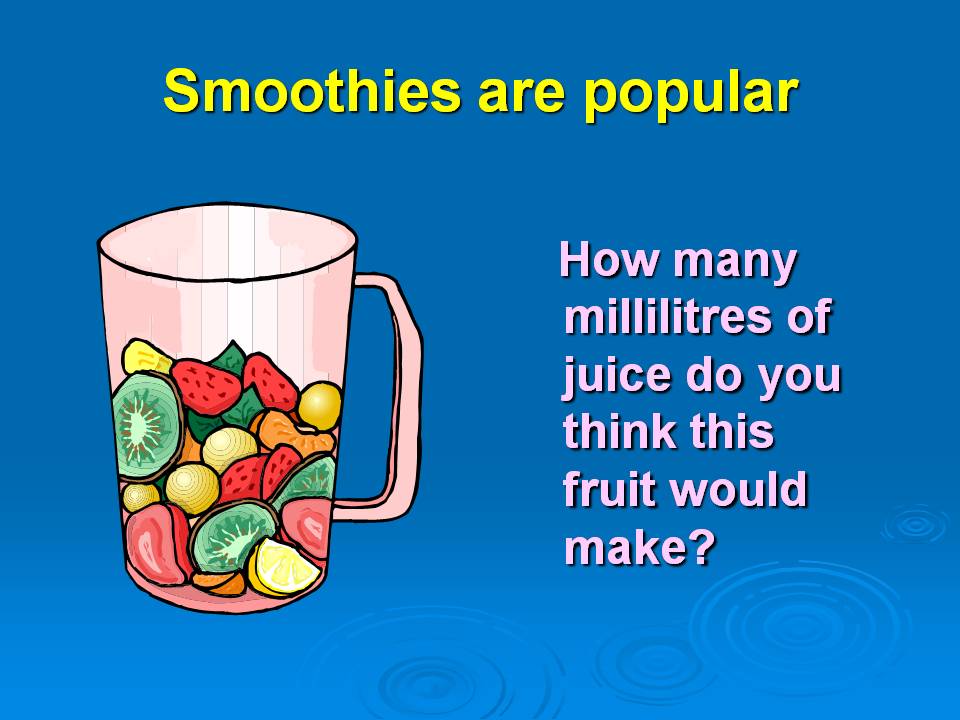 Smoothies are popular
How many
millilitres of
juice do you
think this
fruit would
make?